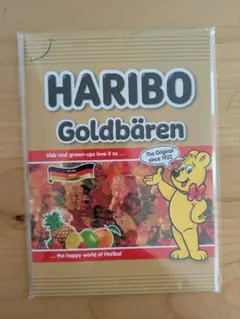 HARIBO
Goldbären
Kids and grown-ups love it so ...
The Original
since 1922
... the happy world of Haribo!